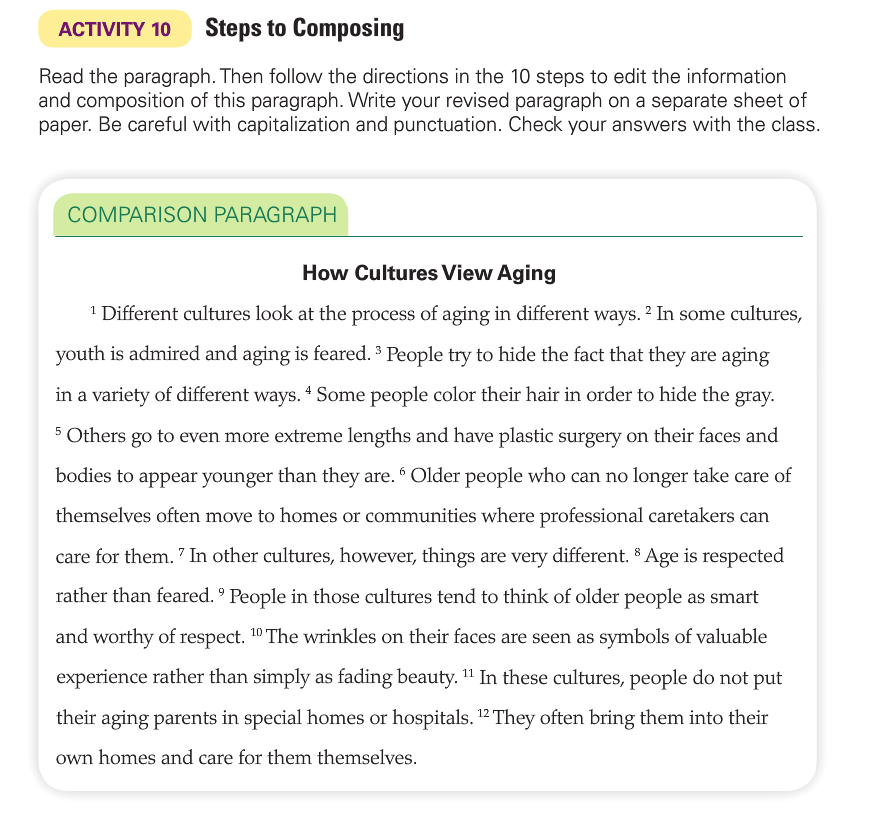 ACTIVITY 10 Steps to Composing
Read the paragraph. Then follow the directions in the 10 steps to edit the information
and composition of this paragraph. Write your revised paragraph on a separate sheet of
paper. Be careful with capitalization and punctuation. Check your answers with the class.
COMPARISON PARAGRAPH
How Cultures View Aging
1 Different cultures look at the process of aging in different ways. 2 In some cultures,
youth is admired and aging is feared. 3 People try to hide the fact that they are aging
in a variety of different ways. 4 Some people color their hair in order to hide the gray.
5 Others go to even more extreme lengths and have plastic surgery on their faces and
bodies to appear younger than they are. 6 Older people who can no longer take care of
themselves often move to homes or communities where professional caretakers can
care for them. 7 In other cultures, however, things are very different. 8 Age is respected
rather than feared. 9 People in those cultures tend to think of older people as smart
and worthy of respect. 10 The wrinkles on their faces are seen as symbols of valuable
experience rather than simply as fading beauty. 11 In these cultures, people do not put
their aging parents in special homes or hospitals. 12 They often bring them into their
own homes and care for them themselves.